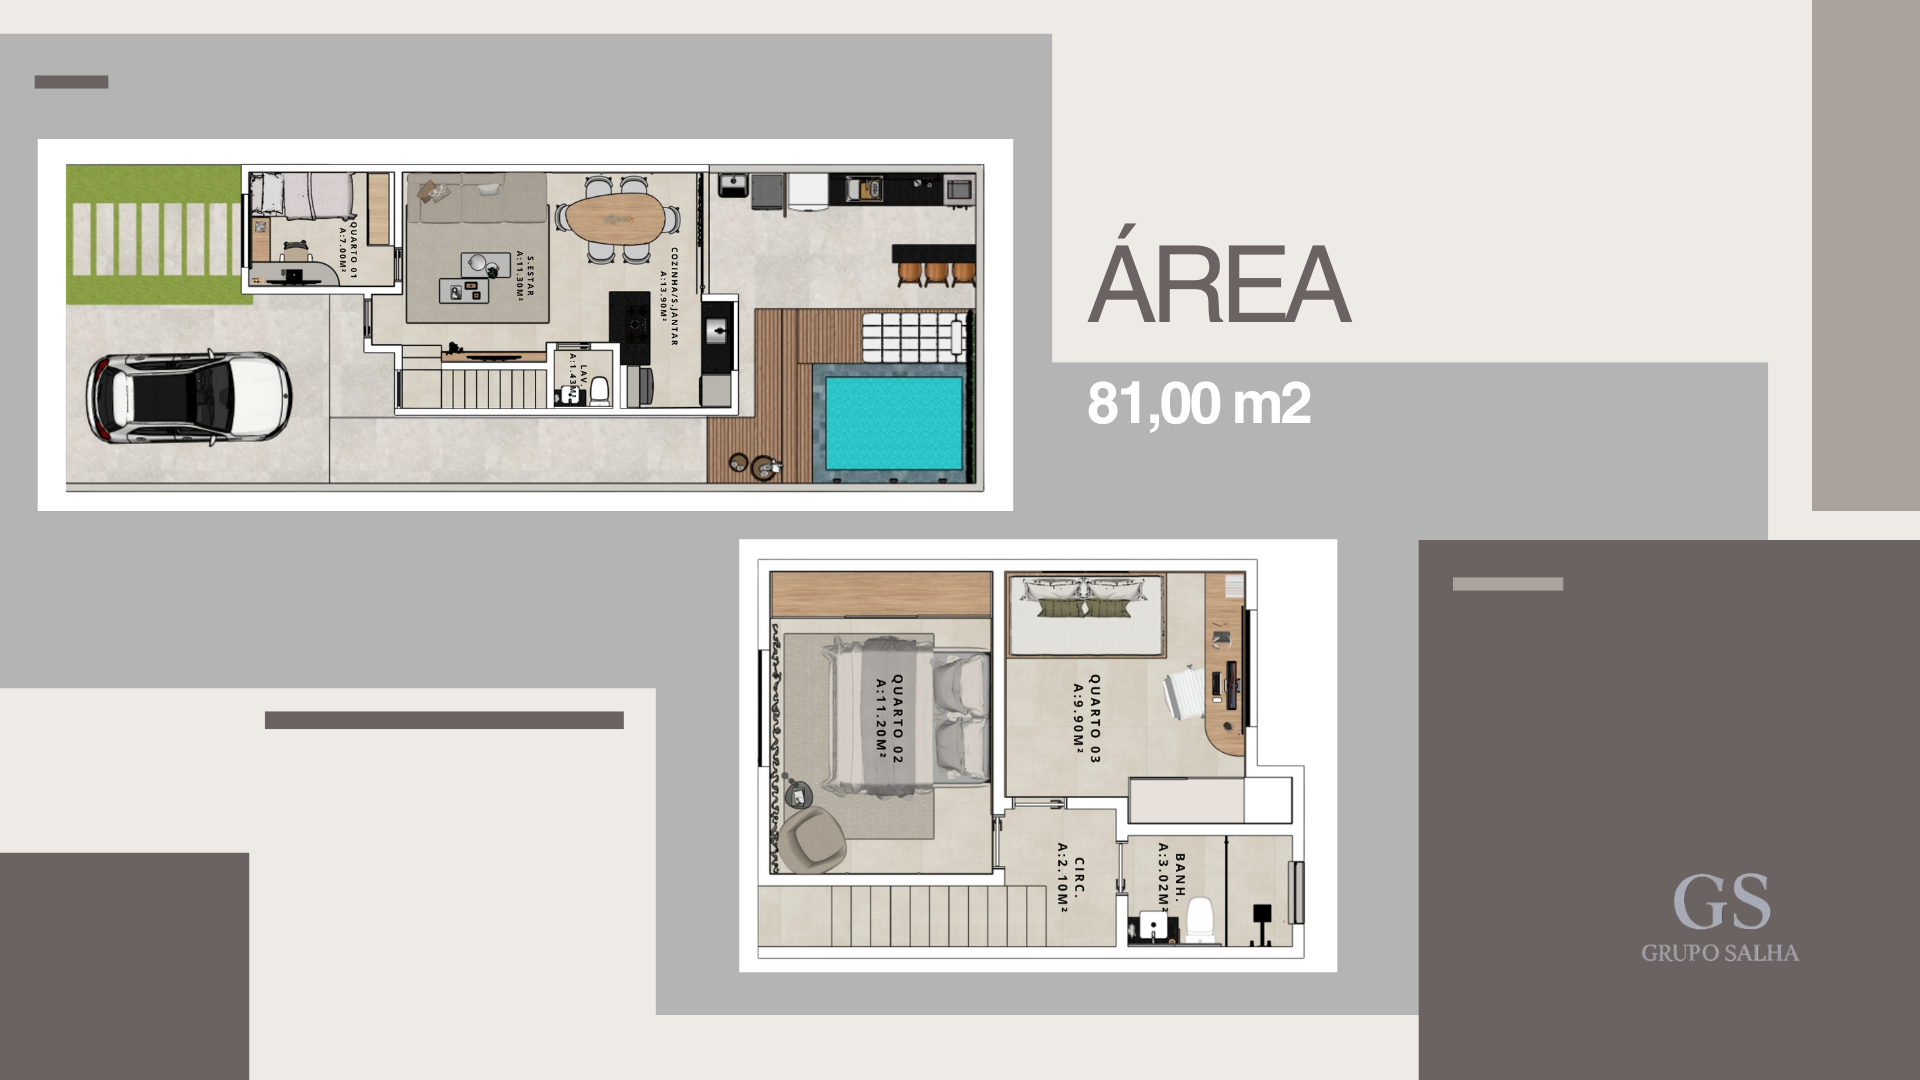 ÁREA
81,00 m2
QUARTO 01
A:7.00M²
S.ESTAR
A:11.30M²
COZINHA/S.JANTAR
A:13.90M²
LAV.
A:1.43M²
QUARTO 02
A:11.20M²
QUARTO 03
A:9.90M²
CIRC.
A:2.10M²
BANH.
A:3.02M²
GS
GRUPO SALHA